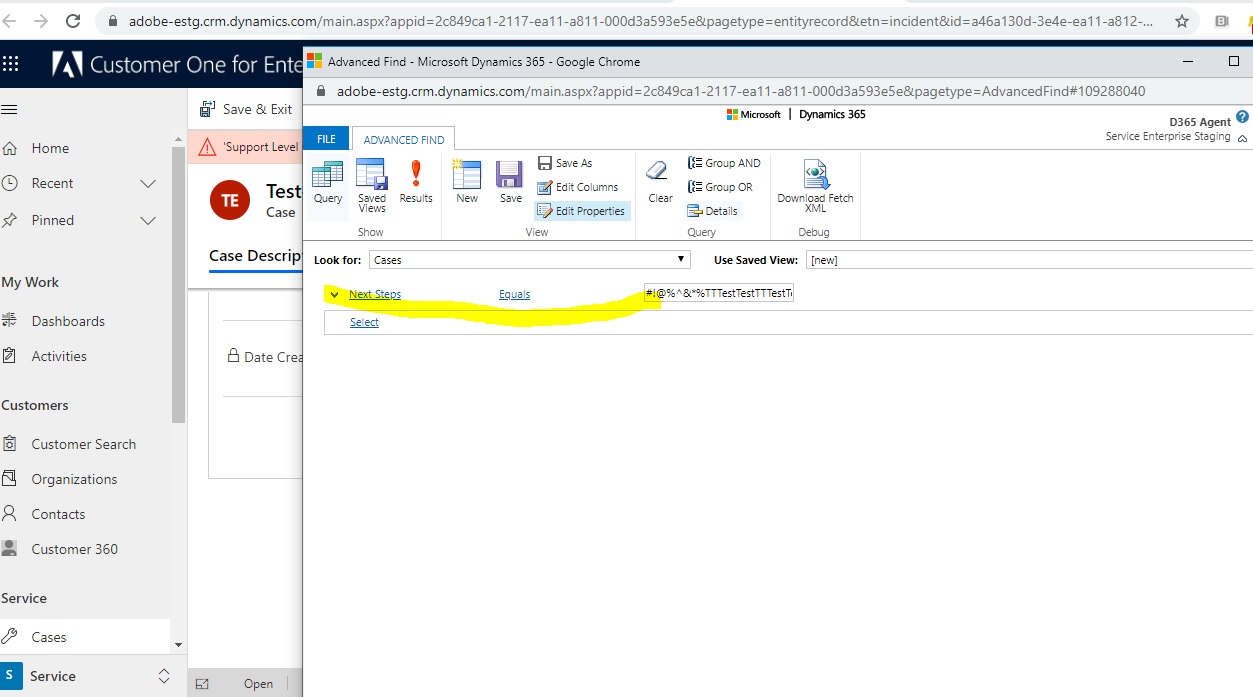 adobe-estg.crm.dynamics.com/main.aspx?appid=2c849ca1-2117-ea11-a811-000d3a593e5e&pagetype=entityrecord&etn=incident&id=a46a130d-3e4e-ea11-a812-...
Customer One for Ente
Advanced Find - Microsoft Dynamics 365 - Google Chrome
adobe-estg.crm.dynamics.com/main.aspx?appid=2c849ca1-2117-ea11-a811-000d3a593e5e&pagetype=AdvancedFind#109288040
Microsoft | Dynamics 365
D365 Agent
Service Enterprise Staging
Home
Recent
Pinned
My Work
Dashboards
Activities
Customers
Customer Search
Organizations
Contacts
Customer 360
Service
Cases
S Service
Save & Exit
'Support Level
TE
Test
Case
Case Descrip
Date Crea
Open
FILE
ADVANCED FIND
Query
Saved Views
Results
Show
New
Save
Save As
Edit Columns
Edit Properties
View
Clear
Group AND
Group OR
Details
Query
Download Fetch XML
Debug
Look for: Cases
Use Saved View: [new]
Next Steps Equals #!@%^&*%TTTestTestTTTestT
Select